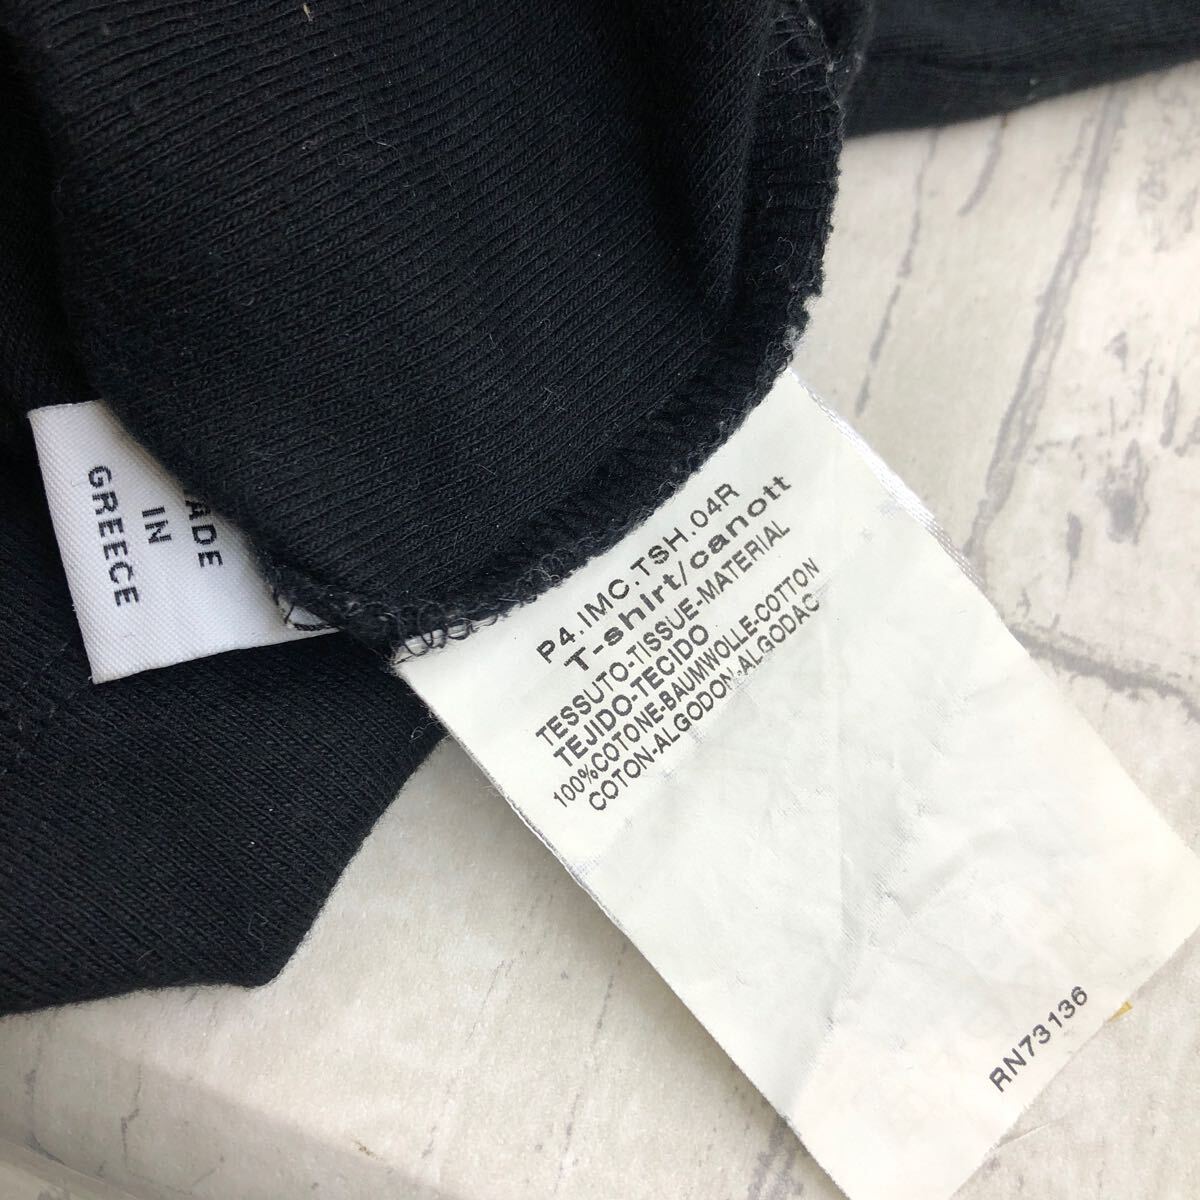 IN
GREECE
P4.IMC.TSH.04R
T-shirt/canott
TESSUTO-TISSUE-MATERIAL
TEJIDO-TECIDO
100%COTONE-BAUMWOLLE-COTTON
COTON-ALGODON-ALGODAC
RN73136